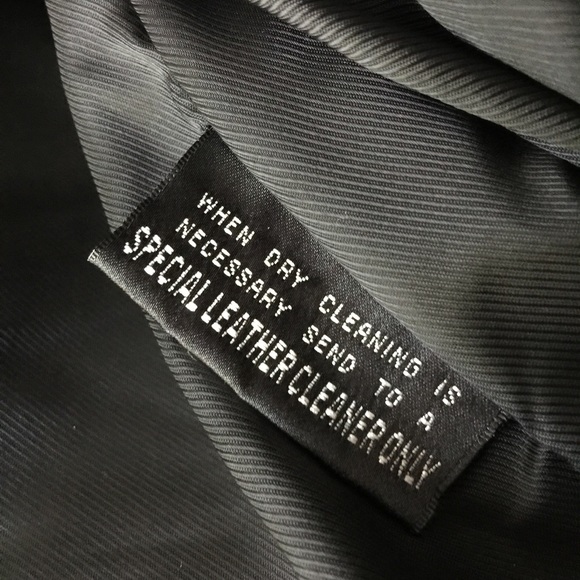 WHEN DRY CLEANING IS
NECESSARY SEND TO A
SPECIAL LEATHER CLEANER ONLY